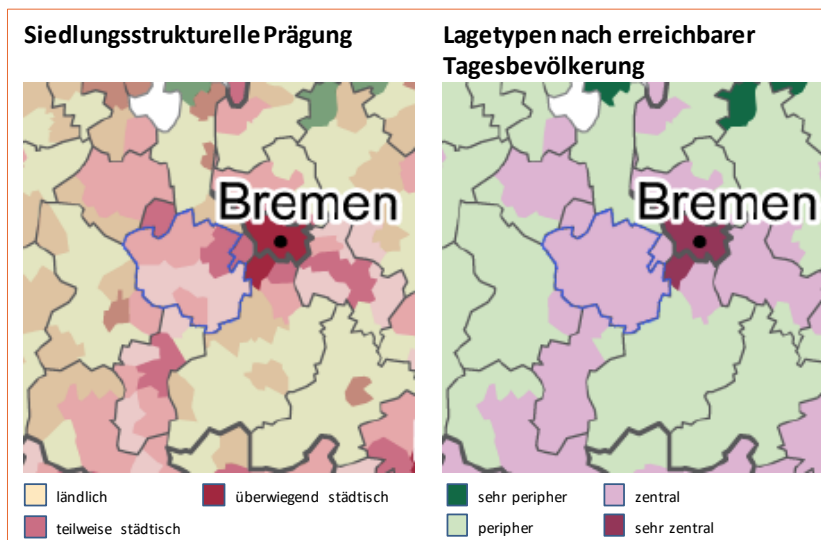 Siedlungsstrukturelle Prägung
Lagetypen nach erreichbarer
Tagesbevölkerung
Bremen
Bremen
ländlich
überwiegend städtisch
teilweise städtisch
sehr peripher
zentral
peripher
sehr zentral